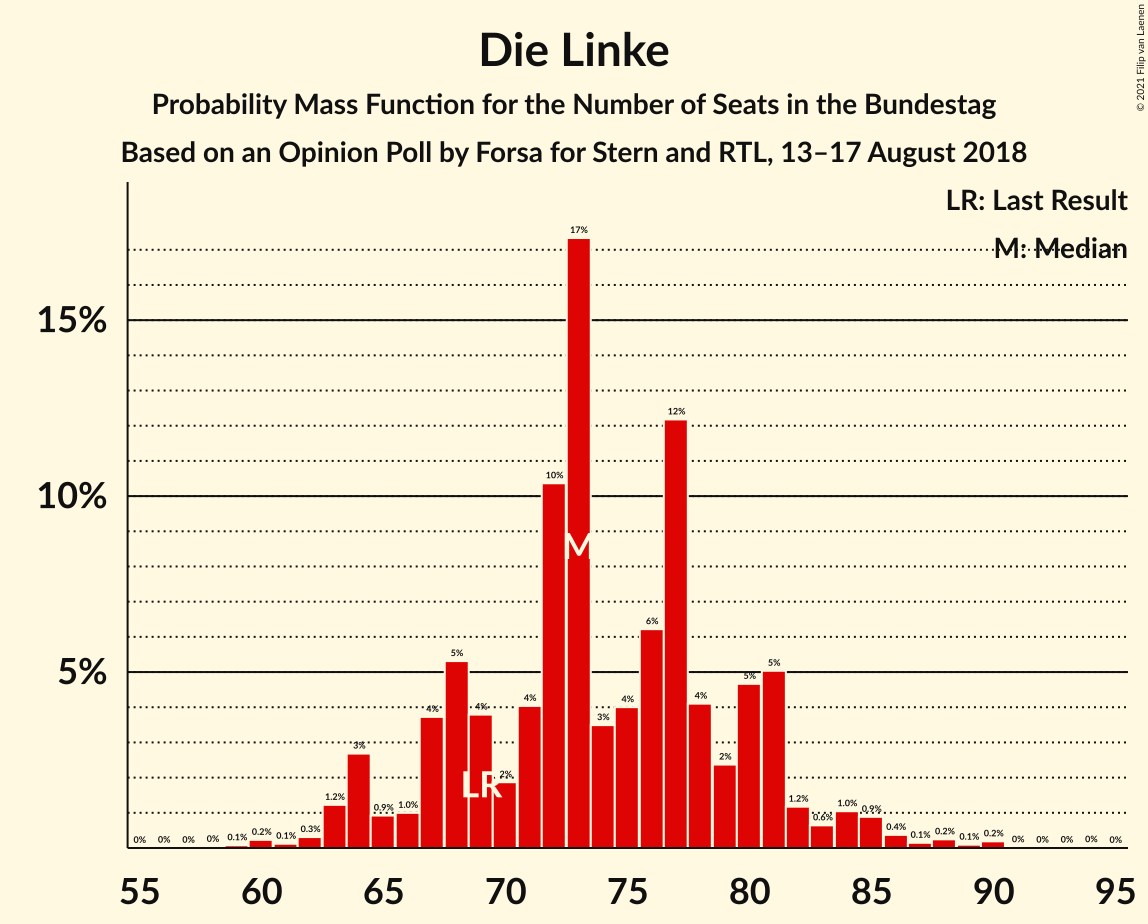 Die Linke
Probability Mass Function for the Number of Seats in the Bundestag
Based on an Opinion Poll by Forsa for Stern and RTL, 13–17 August 2018
© 2021 Filip van Laenen
LR: Last Result
M: Median
15%
10%
5%
0% 0% 0% 0% 0.1% 0.2% 0.1% 0.3% 1.2% 3% 0.9% 1.0% 4% 5% 4% 2% 4% 10% 17% 3% 4% 6% 12% 4% 2% 5% 5% 1.2% 0.6% 1.0% 0.9% 0.4% 0.1% 0.2% 0.1% 0.2% 0% 0% 0% 0% 0%
M
LR
55 60 65 70 75 80 85 90 95